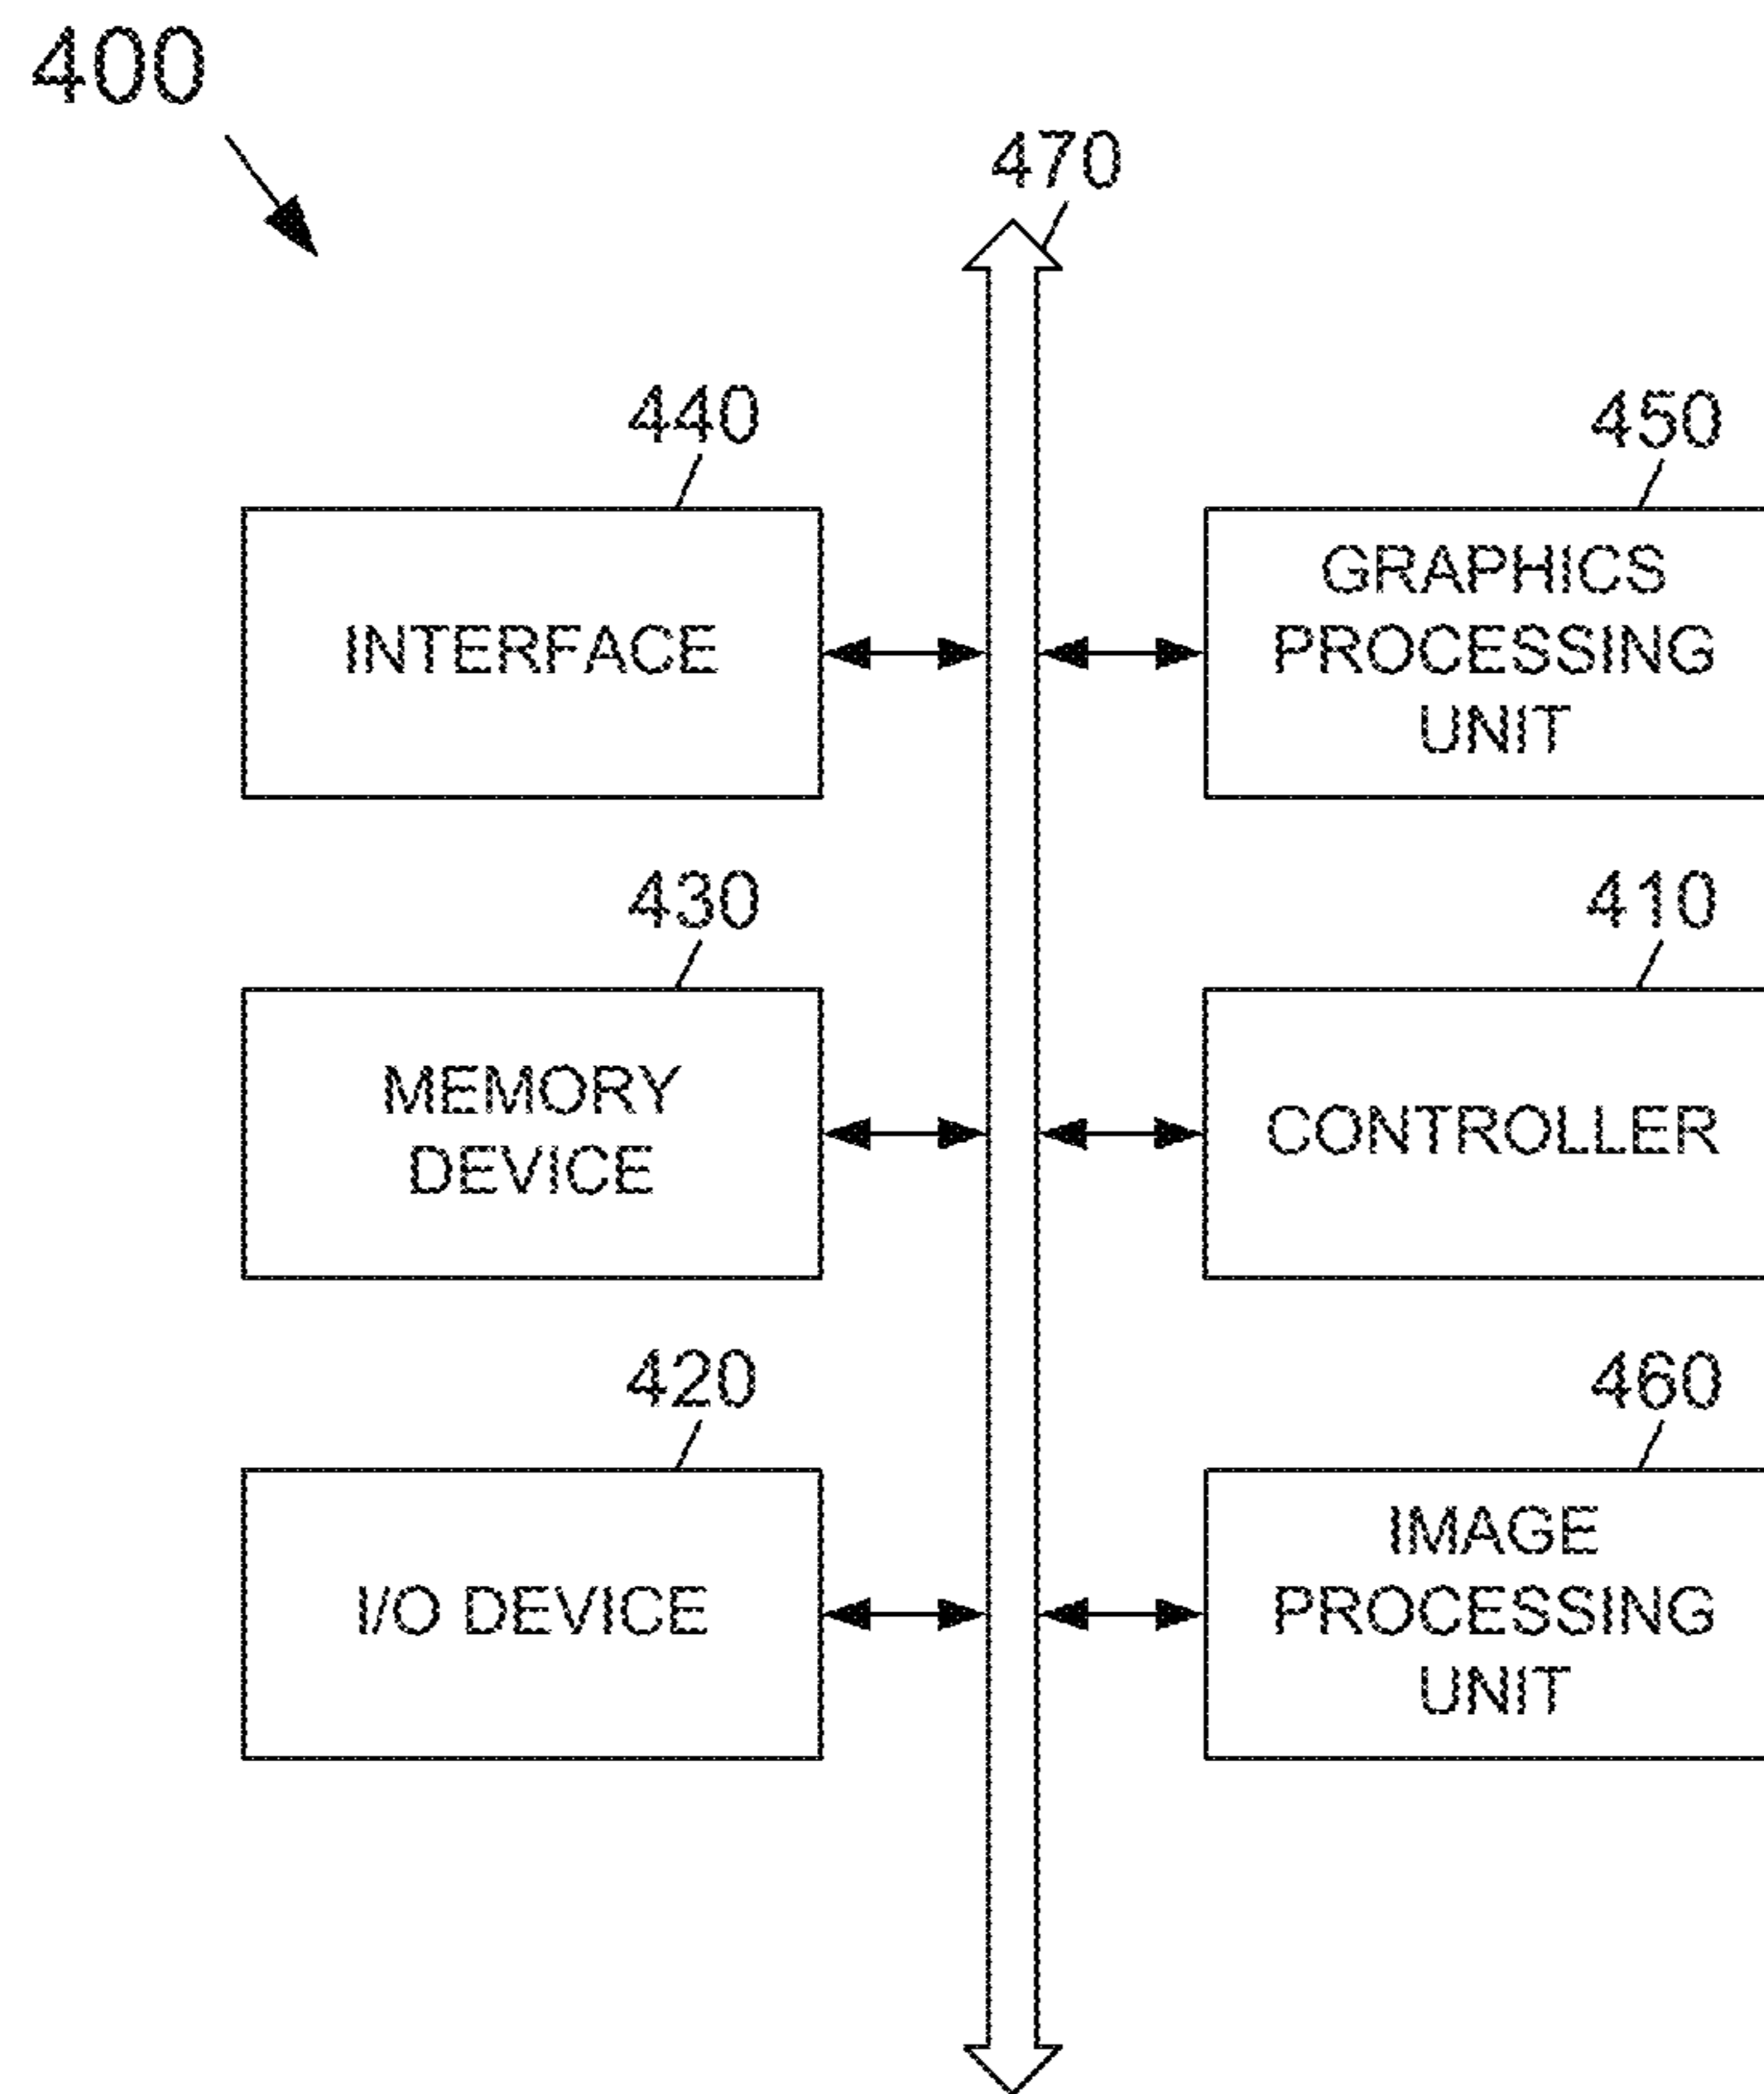 400
470
440
450
INTERFACE
GRAPHICS
PROCESSING
UNIT
430
410
MEMORY
DEVICE
CONTROLLER
420
460
I/O DEVICE
IMAGE
PROCESSING
UNIT